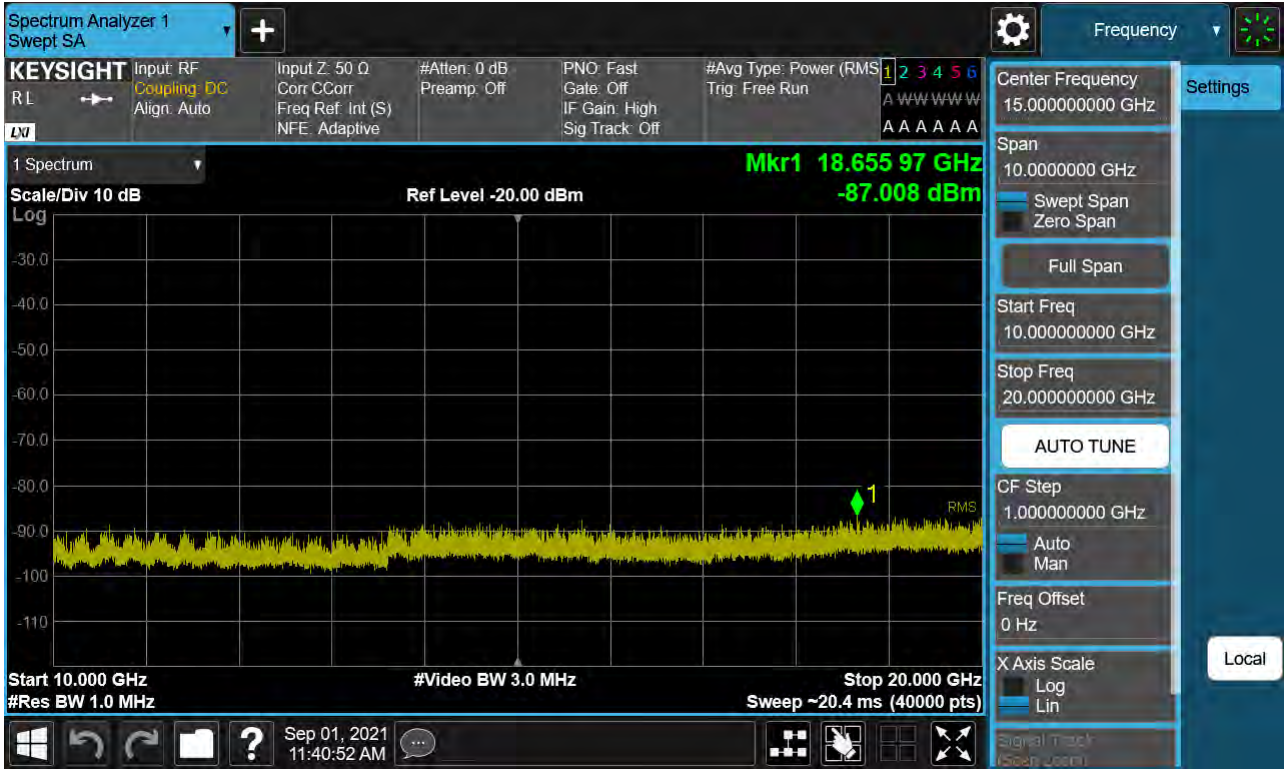 Spectrum Analyzer 1
Swept SA
Frequency
KEYSIGHT
R L
LXI
Input: RF
Coupling: DC
Align: Auto
Input Z: 50 Ω
Corr CCorr
Freq Ref: Int (S)
NFE: Adaptive
#Atten: 0 dB
Preamp: Off
PNO: Fast
Gate: Off
IF Gain: High
Sig Track: Off
#Avg Type: Power (RMS
Trig: Free Run
1 2 3 4 5 6
A W W W W W
A A A A A A
1 Spectrum
Scale/Div 10 dB
Log
Ref Level -20.00 dBm
Mkr1 18.655 97 GHz
-87.008 dBm
-30.0
-40.0
-50.0
-60.0
-70.0
-80.0
-90.0
-100
-110
1
RMS
Start 10.000 GHz
#Res BW 1.0 MHz
#Video BW 3.0 MHz
Stop 20.000 GHz
Sweep ~20.4 ms (40000 pts)
Sep 01, 2021
11:40:52 AM
Center Frequency
15.000000000 GHz
Span
10.0000000 GHz
Swept Span
Zero Span
Full Span
Start Freq
10.000000000 GHz
Stop Freq
20.000000000 GHz
AUTO TUNE
CF Step
1.000000000 GHz
Auto
Man
Freq Offset
0 Hz
X Axis Scale
Log
Lin
Signal Track
(Span Zoom)
Settings
Local